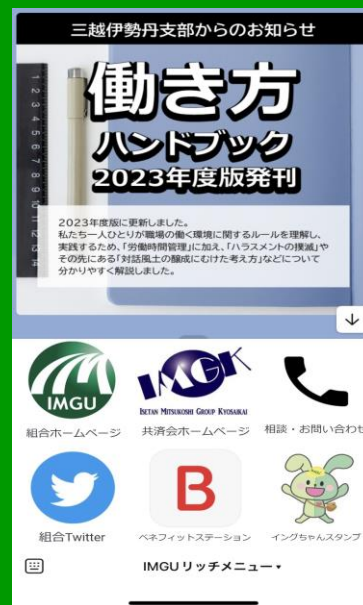 三越伊勢丹支部からのお知らせ
働き方
ハンドブック
2023年度版発刊
2023年度版に更新しました。
私たち一人ひとりが職場の働く環境に関するルールを理解し、
実践するため、「労働時間管理」に加え、「ハラスメントの撲滅」や
その先にある「対話風土の醸成にむけた考え方」などについて
分かりやすく解説しました。
IMGU
IMGK
ISETAN MITSUKOSHI GROUP KYOSAIKAI
組合ホームページ
共済会ホームページ
相談・お問い合わせ
B
組合Twitter
ベネフィットステーション
イングちゃんスタンプ
IMGUリッチメニュー▾